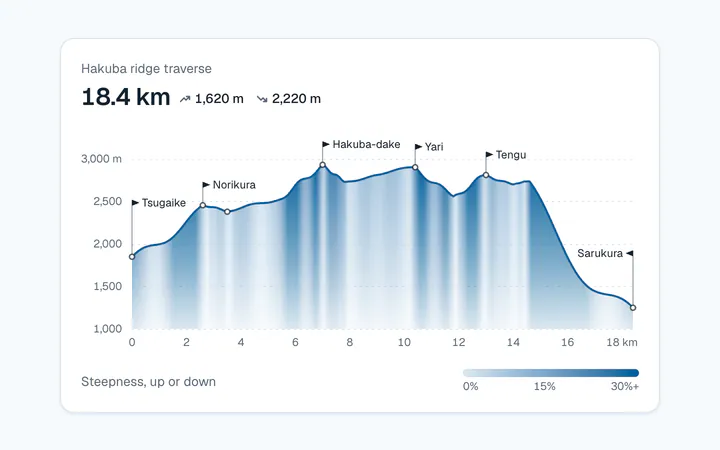 Hakuba ridge traverse
18.4 km 1,620 m 2,220 m
Hakuba-dake
Yari
Tengu
3,000 m
Norikura
2,500
Tsugaike
2,000
Sarukura
1,500
1,000
0 2 4 6 8 10 12 14 16 18 km
Steepness, up or down
0% 15% 30%+